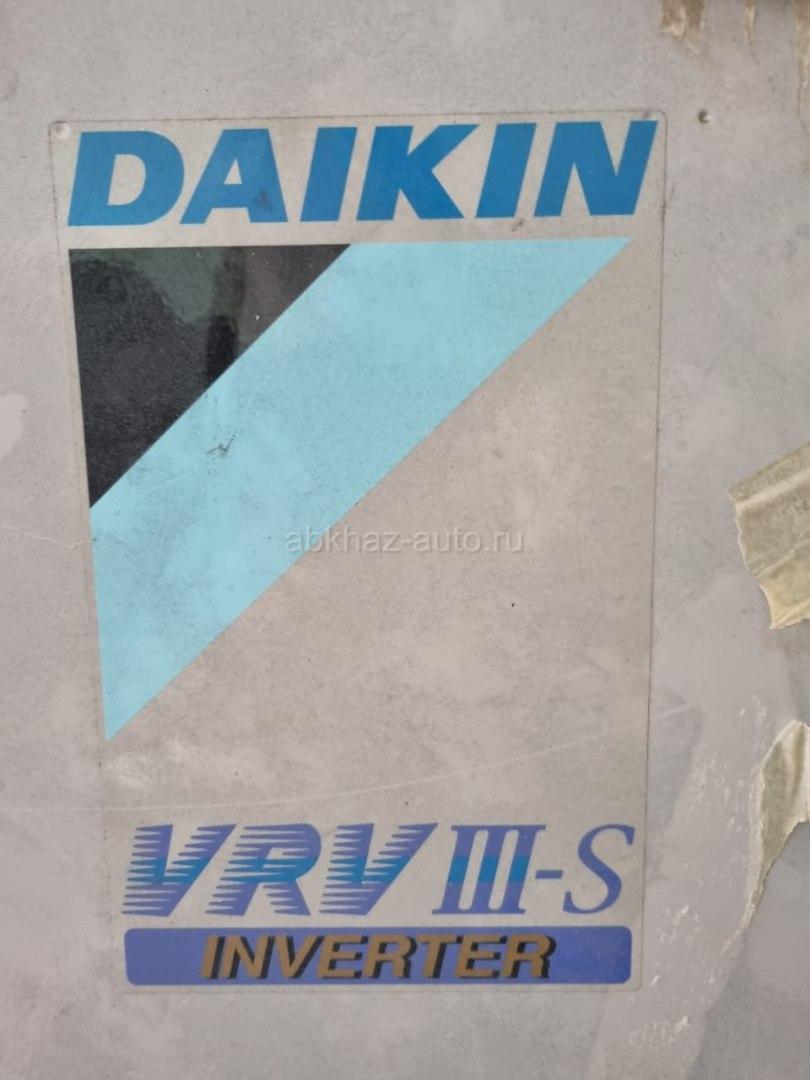 DAIKIN
abkhaz-auto.ru
VRV III-S
INVERTER